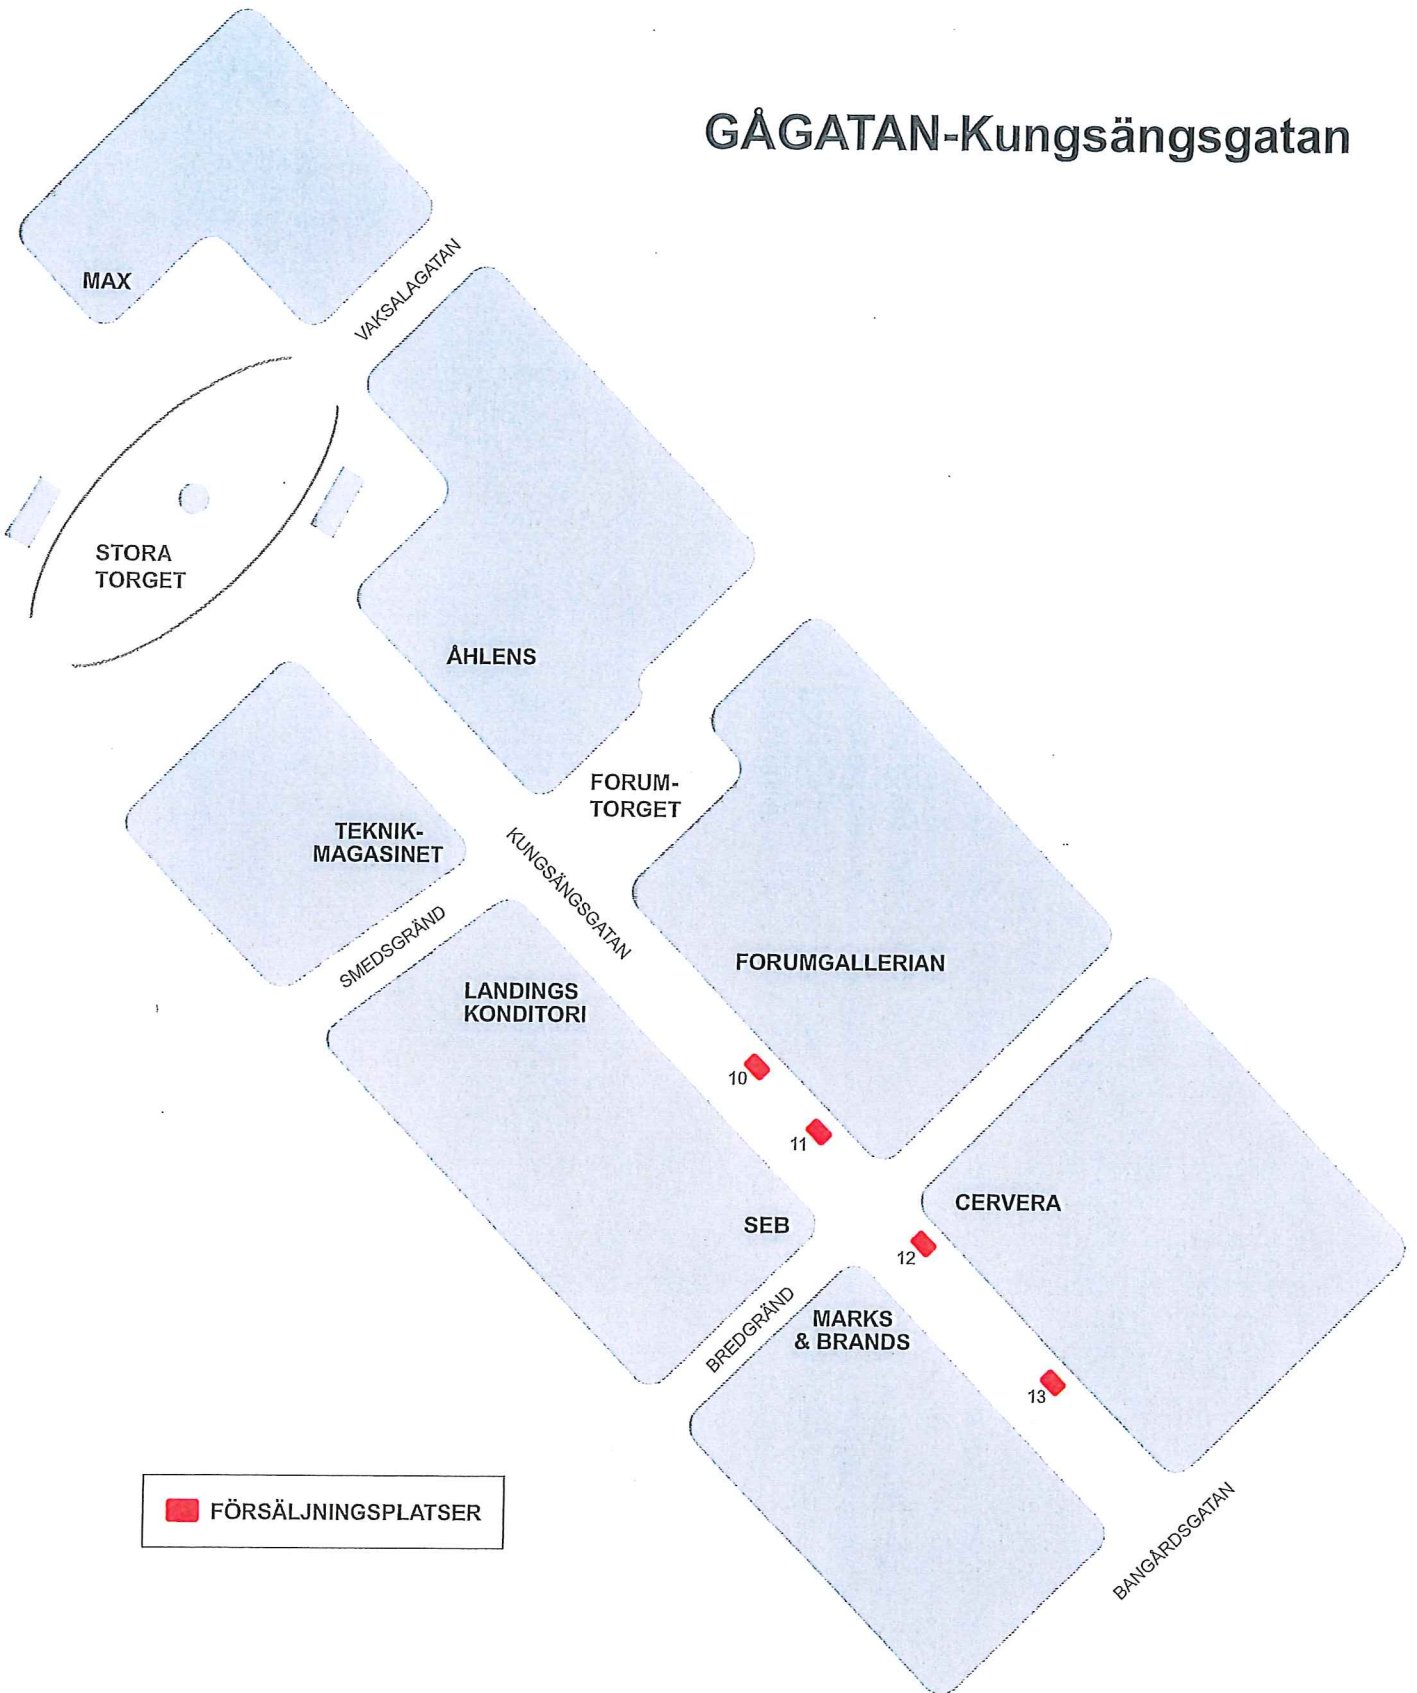 GÅGATAN-Kungsängsgatan
VAKSALAGATAN
MAX
STORA
TORGET
ÅHLENS
FORUM-
TORGET
TEKNIK-
MAGASINET
KUNGSÄNGSGATAN
SMEDSGRÄND
FORUMGALLERIAN
LANDINGS
KONDITORI
10
11
CERVERA
SEB
12
BREDGRÄND
MARKS
& BRANDS
13
FÖRSÄLJNINGSPLATSER
BANGÅRDSGATAN